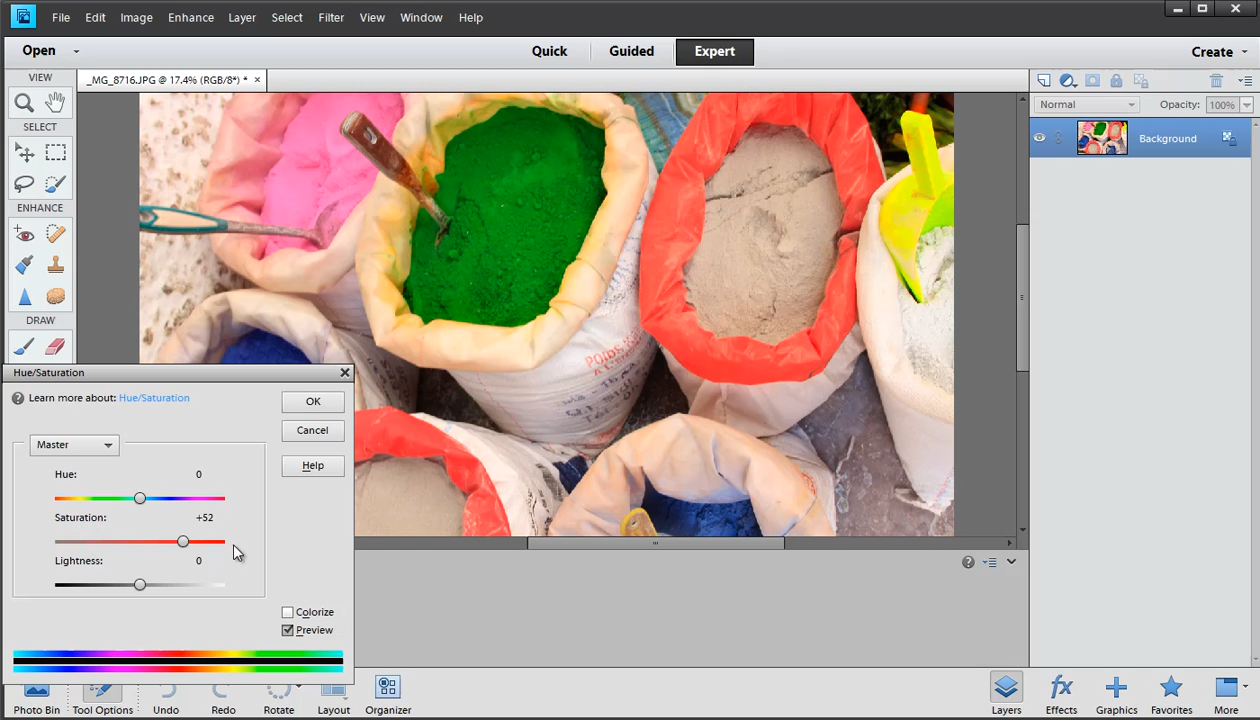 File Edit Image Enhance Layer Select Filter View Window Help
Open Quick Guided Expert Create
VIEW _MG_8716.JPG @ 17.4% (RGB/8*) * ×
Normal Opacity: 100%
SELECT
Background
ENHANCE
DRAW
POIDS
Hue/Saturation
Learn more about: Hue/Saturation
OK
Cancel
Master
Help
Hue: 0
Saturation: +52
Lightness: 0
Colorize
Preview
Photo Bin Tool Options Undo Redo Rotate Layout Organizer Layers Effects Graphics Favorites More